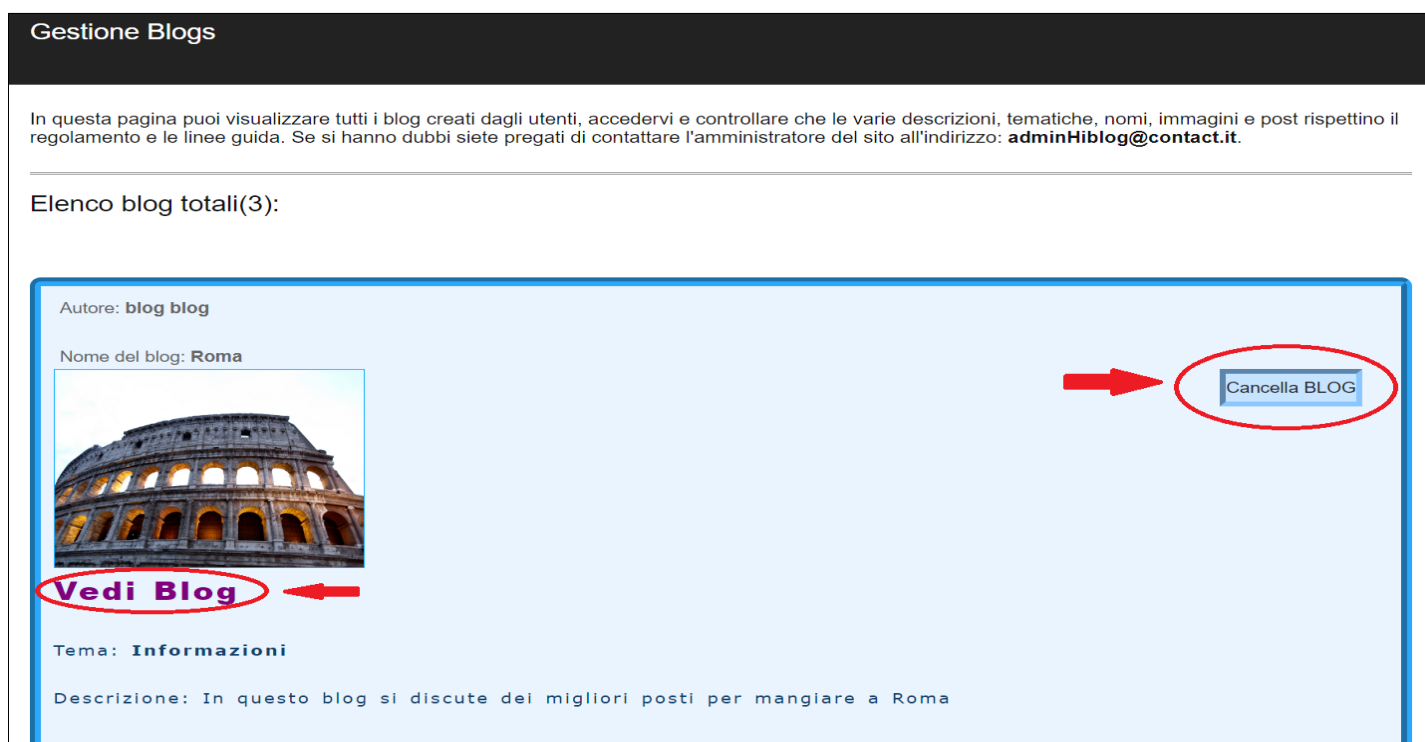 Gestione Blogs
In questa pagina puoi visualizzare tutti i blog creati dagli utenti, accedervi e controllare che le varie descrizioni, tematiche, nomi, immagini e post rispettino il
regolamento e le linee guida. Se si hanno dubbi siete pregati di contattare l'amministratore del sito all'indirizzo: adminHiblog@contact.it.
Elenco blog totali(3):
Autore: blog blog
Nome del blog: Roma
Cancella BLOG
Vedi Blog
Tema: Informazioni
Descrizione: In questo blog si discute dei migliori posti per mangiare a Roma